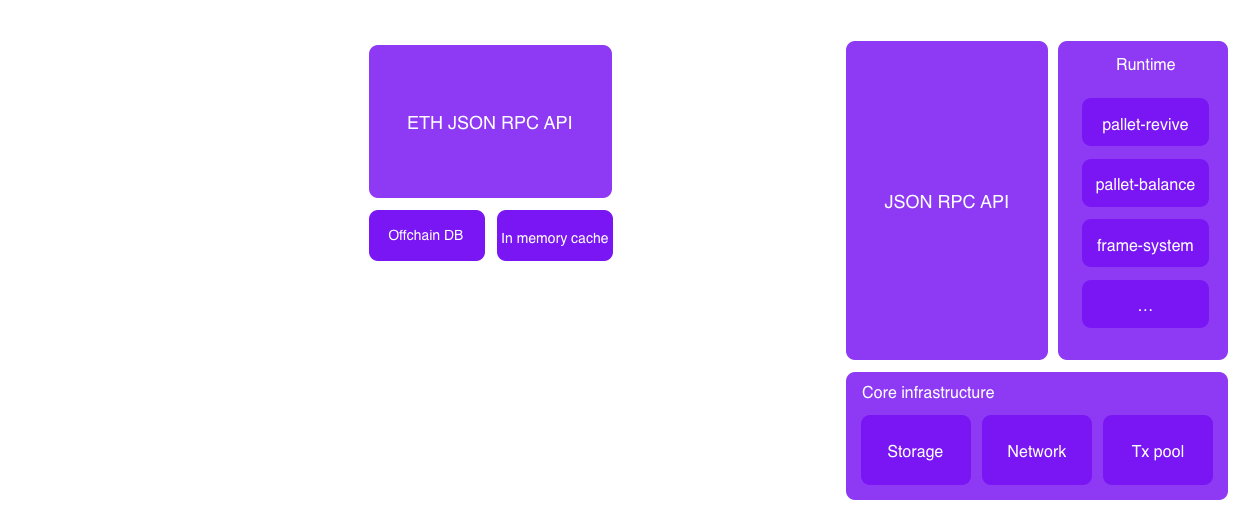 ETH JSON RPC API
Offchain DB
In memory cache
JSON RPC API
Runtime
pallet-revive
pallet-balance
frame-system
...
Core infrastructure
Storage
Network
Tx pool